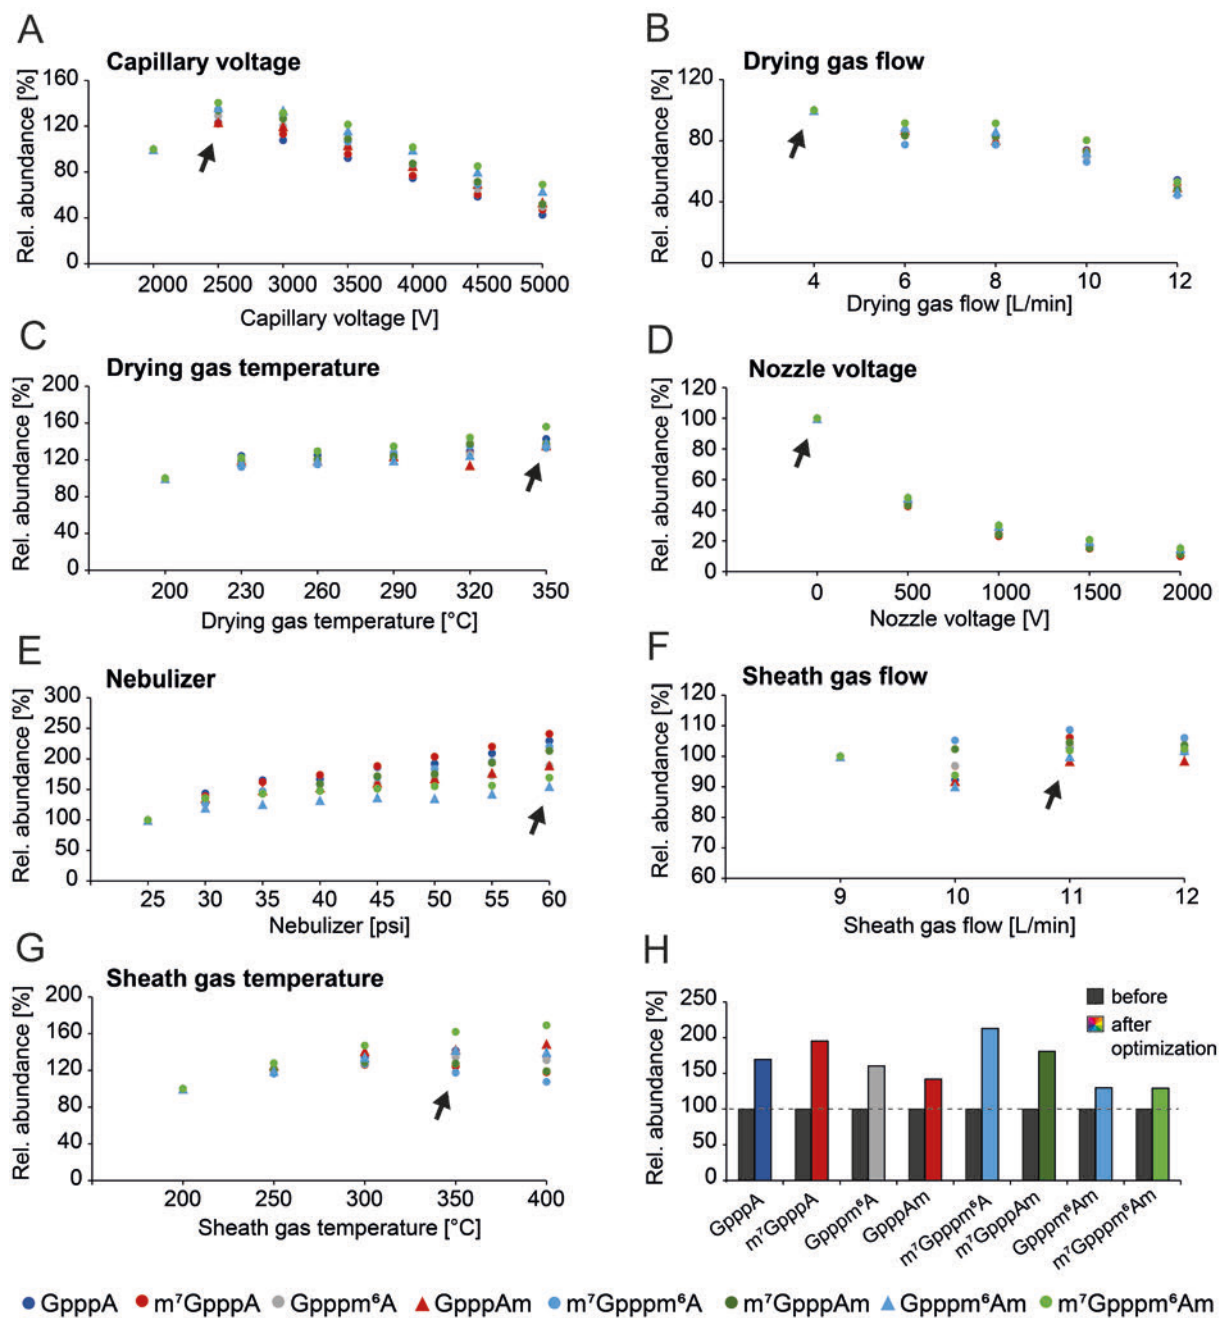 A
Capillary voltage
Rel. abundance [%]
160
120
80
40
0
2000 2500 3000 3500 4000 4500 5000
Capillary voltage [V]
B
Drying gas flow
Rel. abundance [%]
120
80
40
0
4 6 8 10 12
Drying gas flow [L/min]
C
Drying gas temperature
Rel. abundance [%]
200
160
120
80
40
0
200 230 260 290 320 350
Drying gas temperature [°C]
D
Nozzle voltage
Rel. abundance [%]
120
100
80
60
40
20
0
0 500 1000 1500 2000
Nozzle voltage [V]
E
Nebulizer
Rel. abundance [%]
300
250
200
150
100
50
0
25 30 35 40 45 50 55 60
Nebulizer [psi]
F
Sheath gas flow
Rel. abundance [%]
120
110
100
90
80
70
60
9 10 11 12
Sheath gas flow [L/min]
G
Sheath gas temperature
Rel. abundance [%]
200
160
120
80
40
0
200 250 300 350 400
Sheath gas temperature [°C]
H
Rel. abundance [%]
250
200
150
100
50
0
before
after
optimization
GpppA
m⁷GpppA
Gpppm⁶A
GpppAm
m⁷Gpppm⁶A
m⁷GpppAm
Gpppm⁶Am
m⁷Gpppm⁶Am
GpppA m⁷GpppA Gpppm⁶A GpppAm m⁷Gpppm⁶A m⁷GpppAm Gpppm⁶Am m⁷Gpppm⁶Am